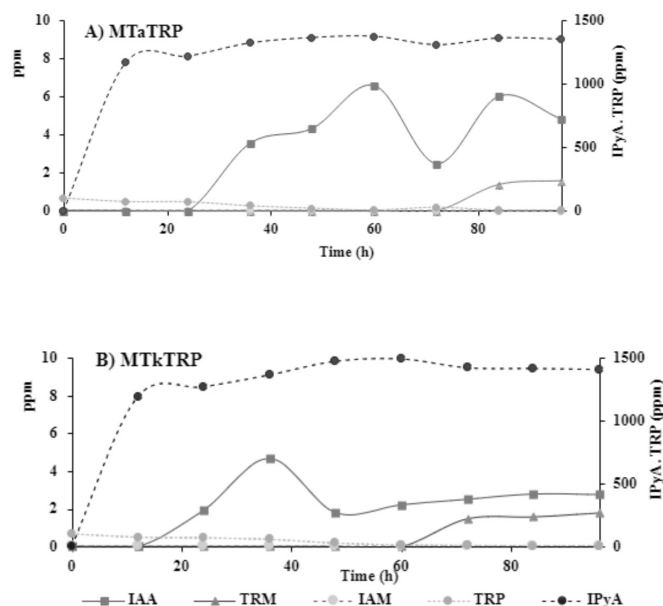 A) MTaTRP
10
8
6
4
2
0
ppm
1500
1000
500
0
IPyA. TRP (ppm)
0 20 40 60 80
Time (h)
B) MTkTRP
10
8
6
4
2
0
ppm
1500
1000
500
0
IPyA. TRP (ppm)
0 20 40 60 80
Time (h)
IAA TRM IAM TRP IPyA